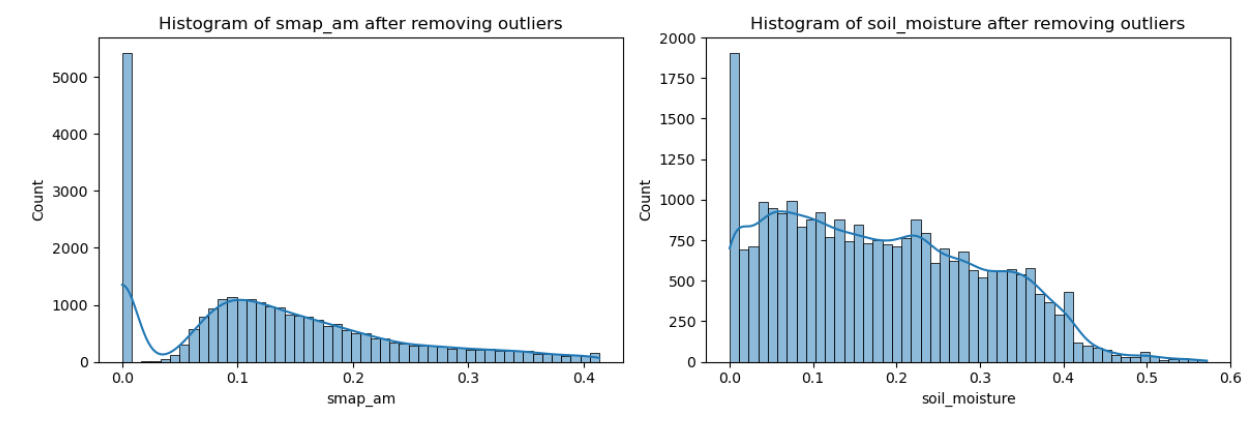 Histogram of smap_am after removing outliers
Count
5000
4000
3000
2000
1000
0
0.0 0.1 0.2 0.3 0.4
smap_am
Histogram of soil_moisture after removing outliers
Count
2000
1750
1500
1250
1000
750
500
250
0
0.0 0.1 0.2 0.3 0.4 0.5 0.6
soil_moisture